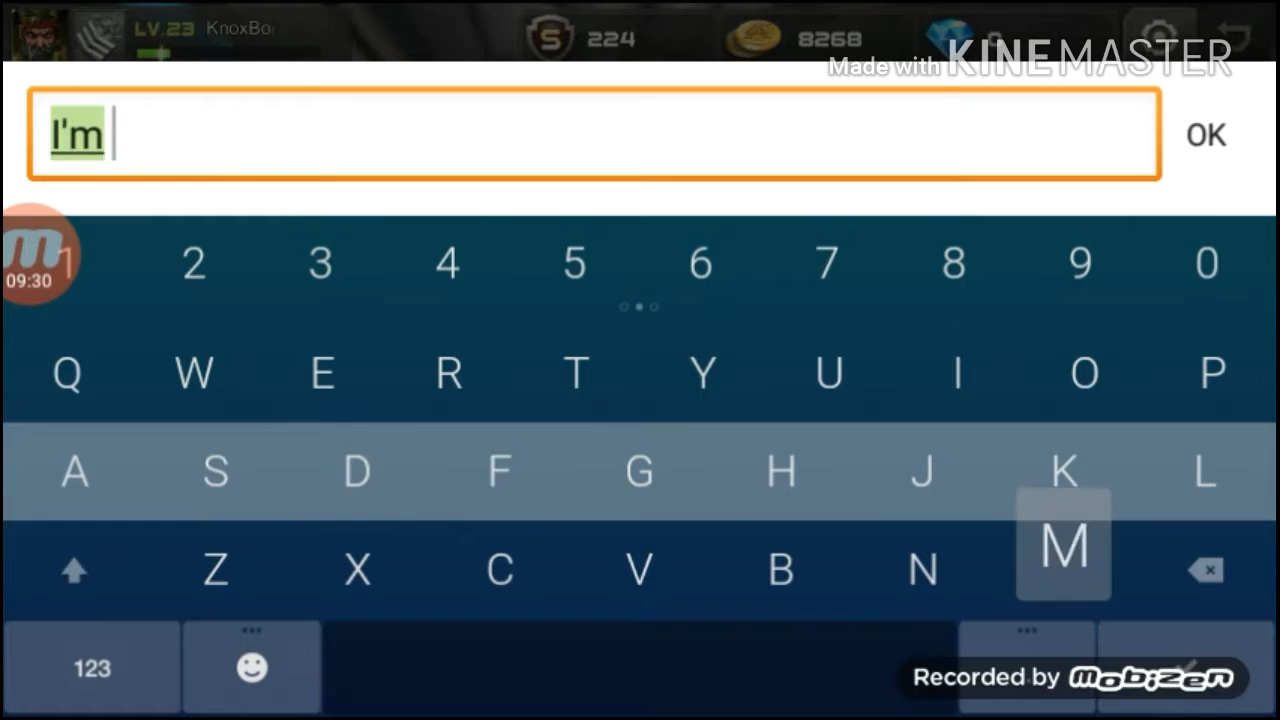 LV.23 KnoxBo
S 224 8268
Made with KINEMASTER
I'm OK
m
09:30
1 2 3 4 5 6 7 8 9 0
Q W E R T Y U I O P
A S D F G H J K L
Z X C V B N M
123
Recorded by mobizen